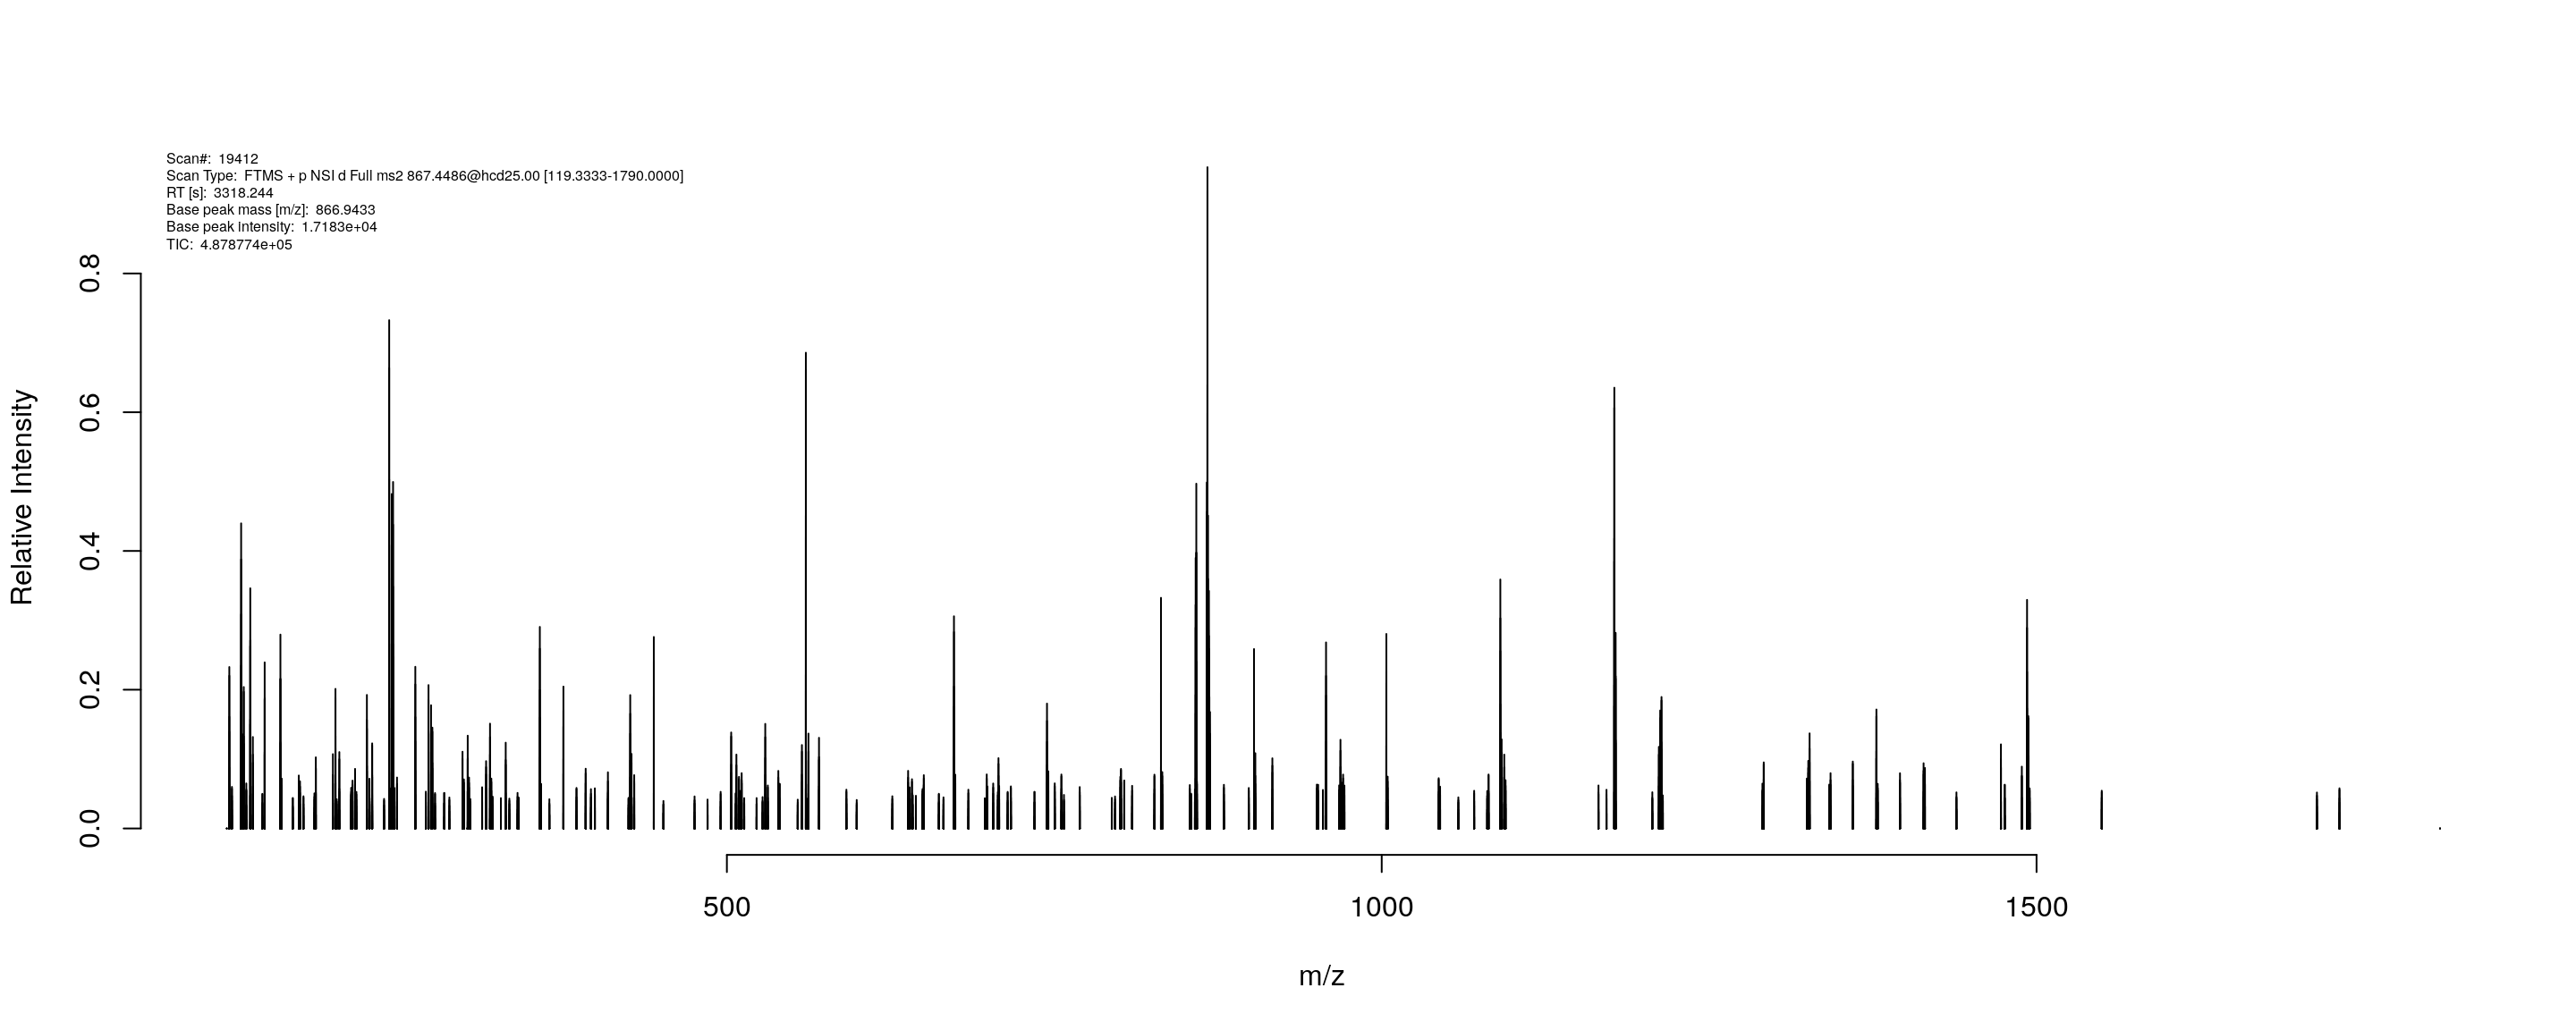 Scan#: 19412
Scan Type: FTMS + p NSI d Full ms2 867.4486@hcd25.00 [119.3333-1790.0000]
RT [s]: 3318.244
Base peak mass [m/z]: 866.9433
Base peak intensity: 1.7183e+04
TIC: 4.878774e+05
Relative Intensity
0.8
0.6
0.4
0.2
0.0
500 1000 1500
m/z